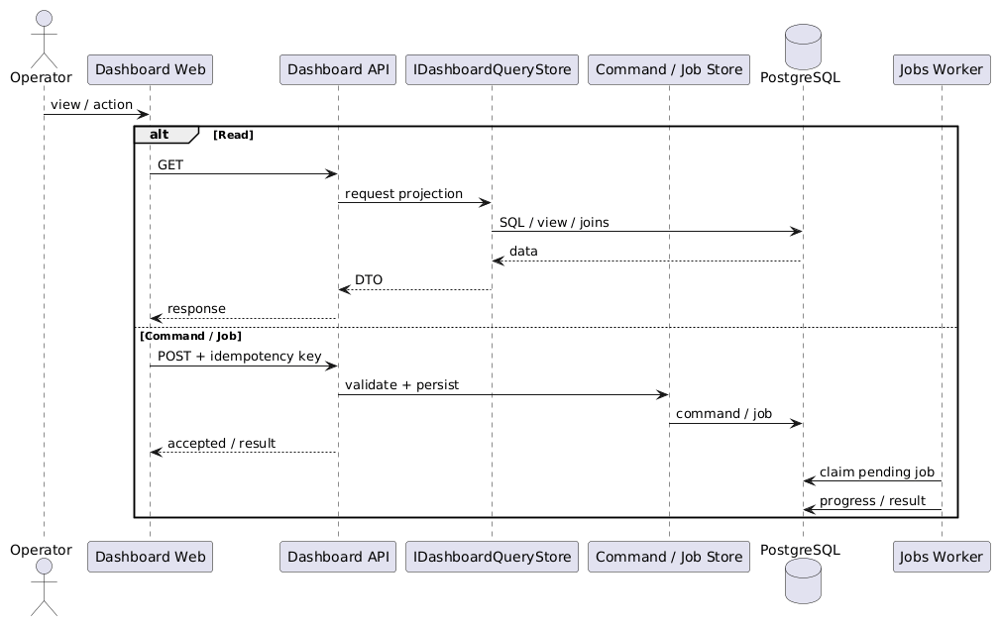 Operator
Dashboard Web
Dashboard API
IDashboardQueryStore
Command / Job Store
PostgreSQL
Jobs Worker
view / action
alt
[Read]
GET
request projection
SQL / view / joins
data
DTO
response
[Command / Job]
POST + idempotency key
validate + persist
command / job
accepted / result
claim pending job
progress / result
Operator
Dashboard Web
Dashboard API
IDashboardQueryStore
Command / Job Store
PostgreSQL
Jobs Worker